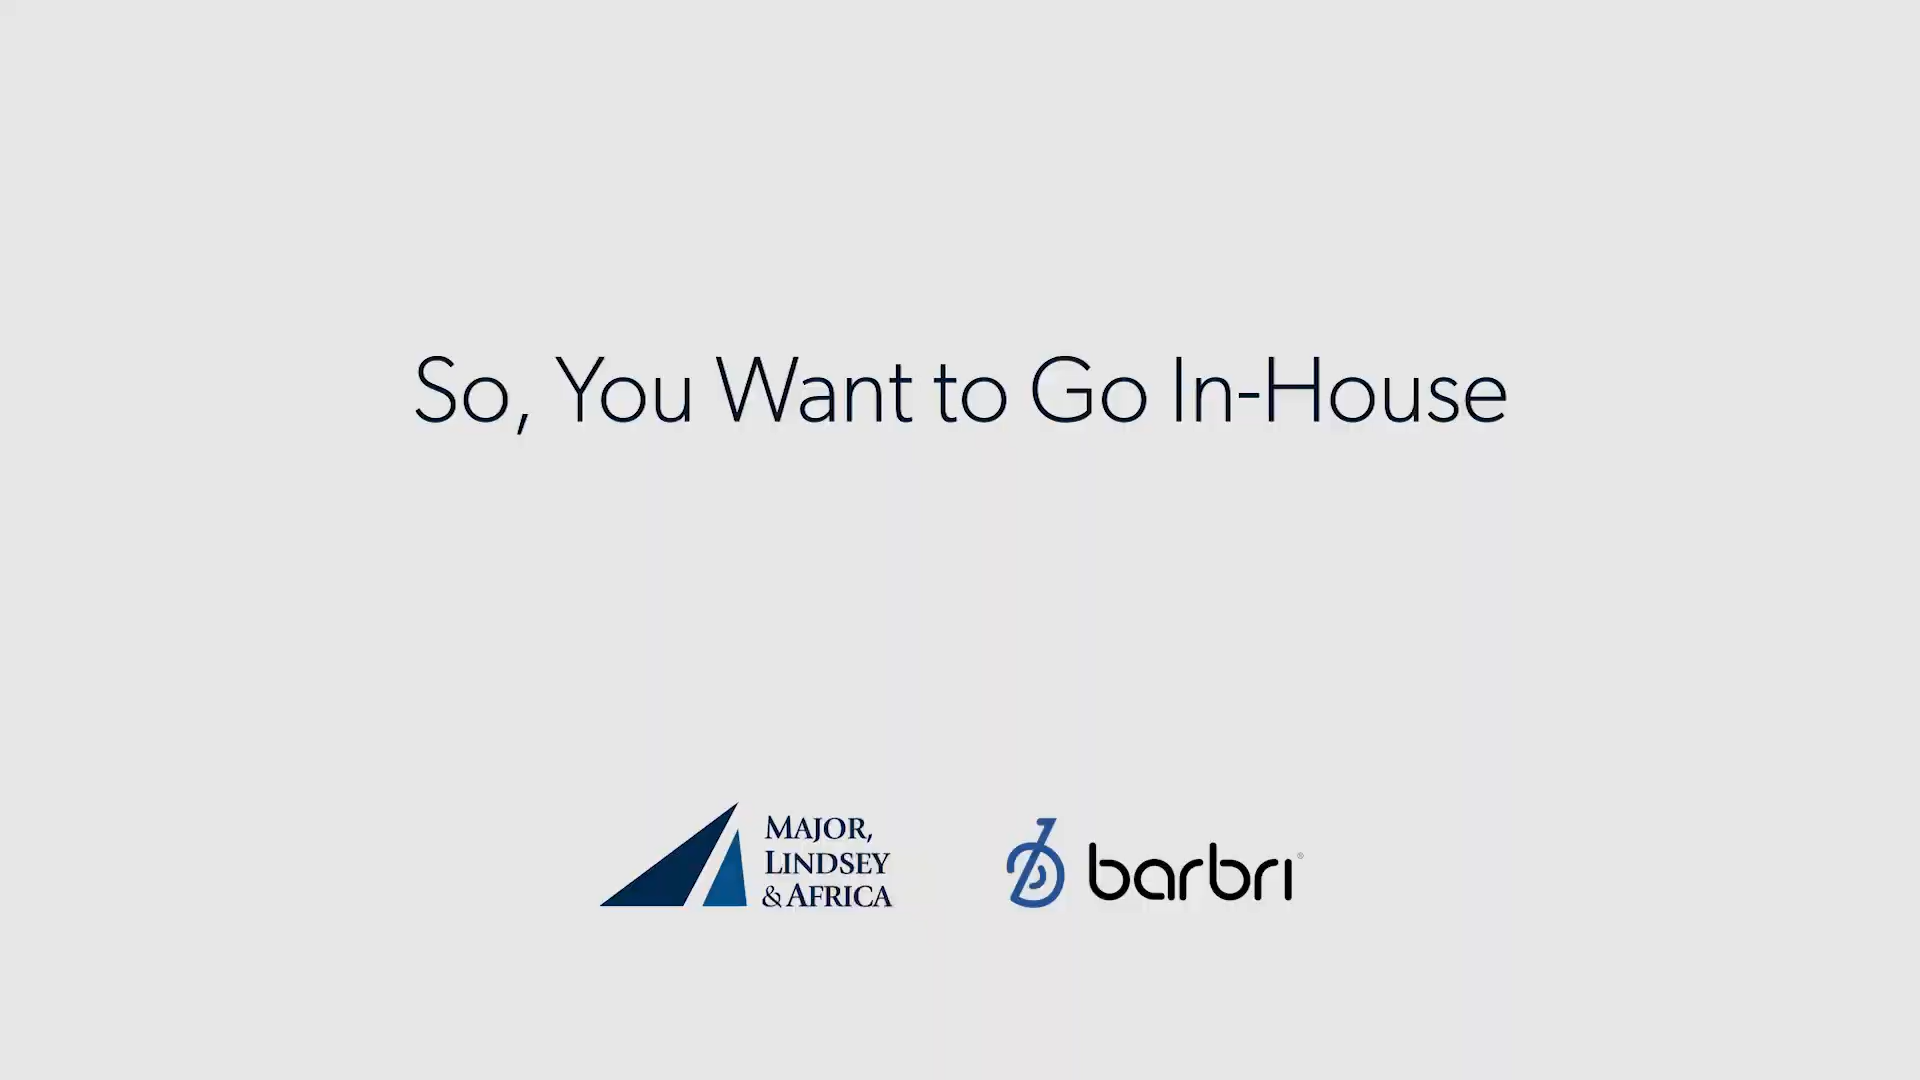 So, You Want to Go In-House
MAJOR,
LINDSEY
& AFRICA
barbri®